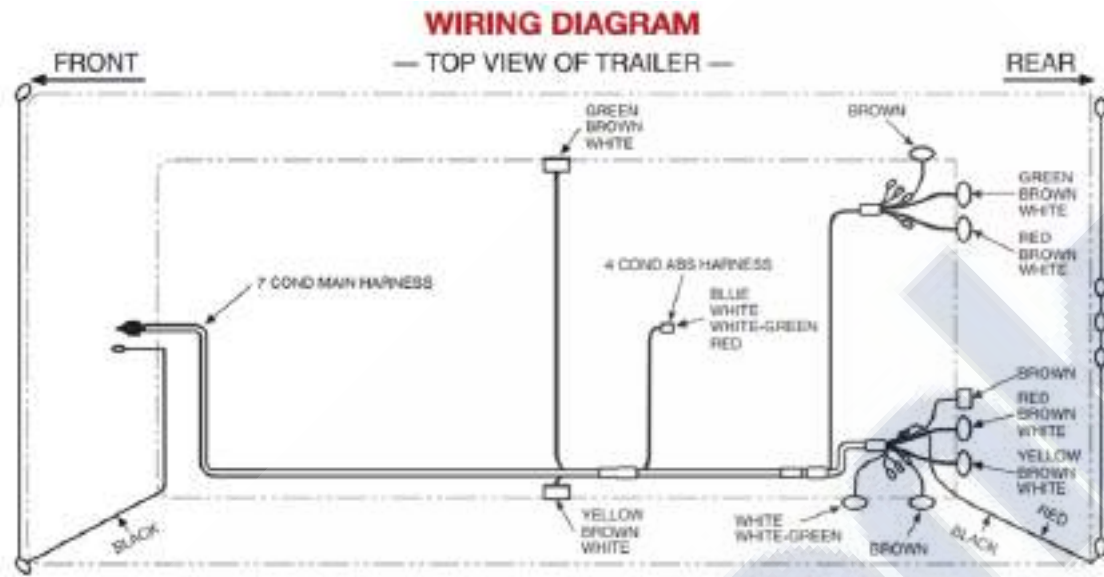 WIRING DIAGRAM
FRONT
— TOP VIEW OF TRAILER —
REAR
GREEN
BROWN
WHITE
BROWN
GREEN
BROWN
WHITE
RED
BROWN
WHITE
7 COND MAIN HARNESS
4 COND ABS HARNESS
BLUE
WHITE
WHITE-GREEN
RED
BROWN
RED
BROWN
WHITE
YELLOW
BROWN
WHITE
BLACK
YELLOW
BROWN
WHITE
WHITE
WHITE-GREEN
BROWN
BLACK
RED